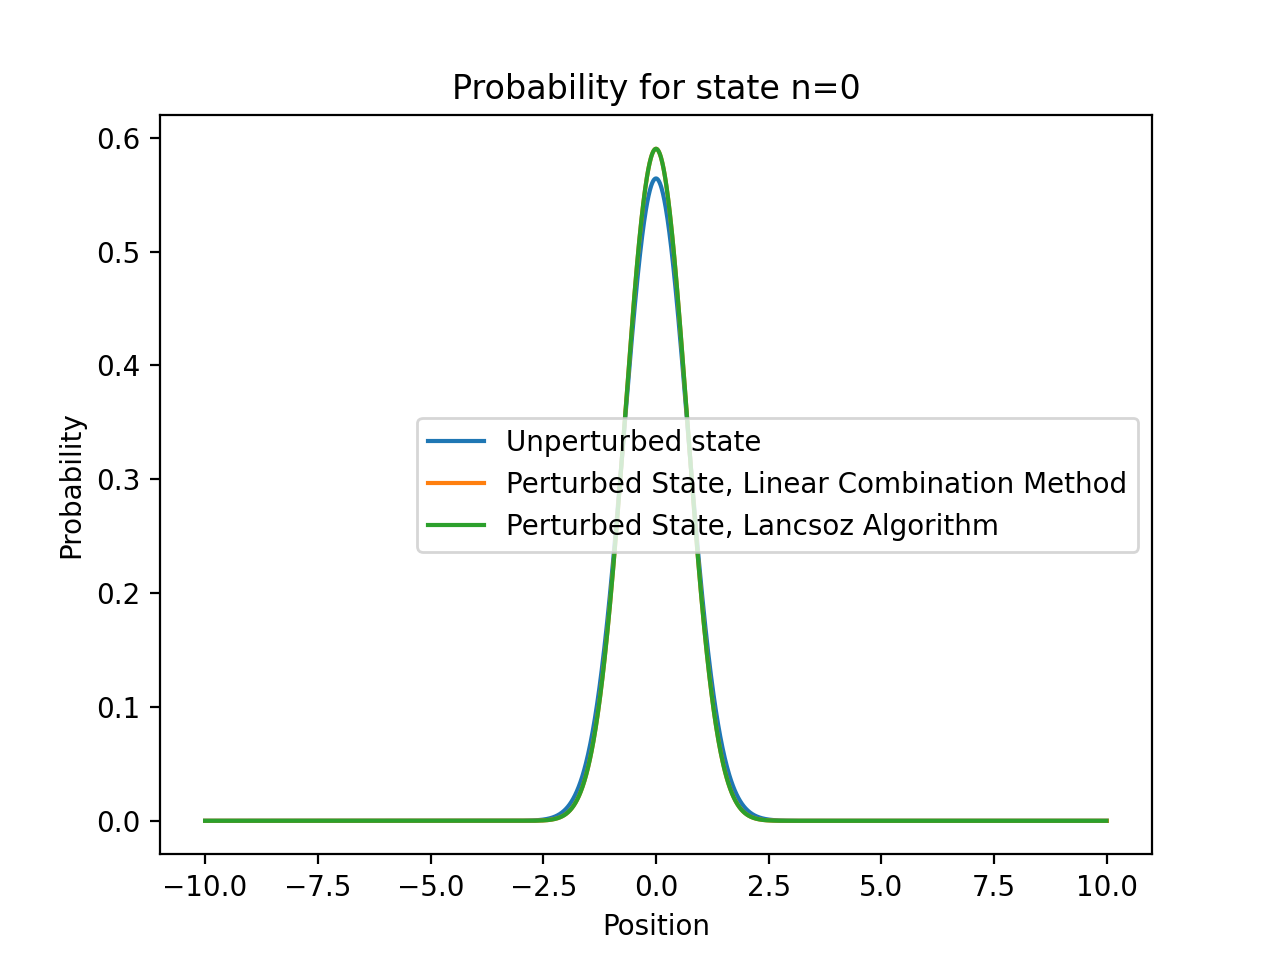 Probability for state n=0
0.6
0.5
0.4
0.3
0.2
0.1
0.0
Probability
Unperturbed state
Perturbed State, Linear Combination Method
Perturbed State, Lancsoz Algorithm
−10.0 −7.5 −5.0 −2.5 0.0 2.5 5.0 7.5 10.0
Position